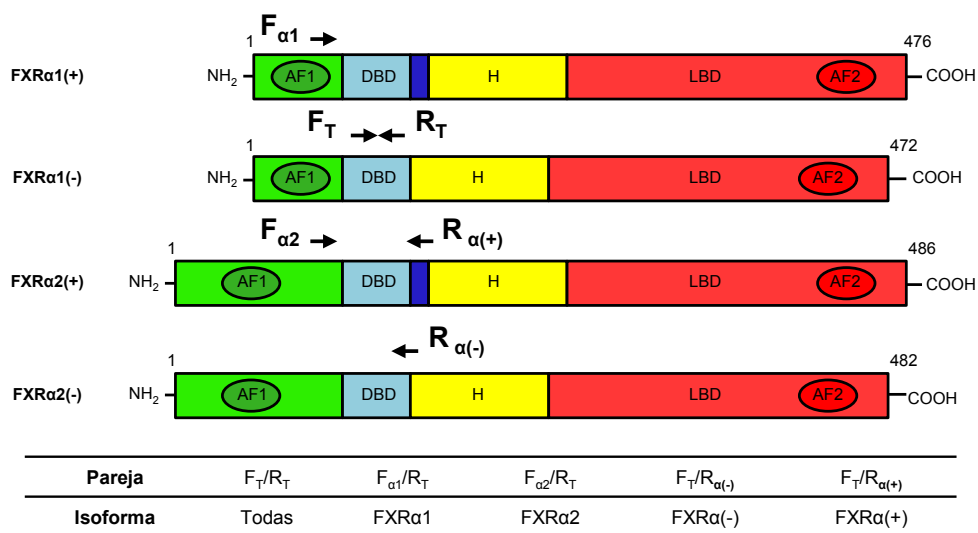 Fα1
1 476
FXRα1(+) NH2 AF1 DBD H LBD AF2 COOH
FT RT
1 472
FXRα1(-) NH2 AF1 DBD H LBD AF2 COOH
Fα2 R α(+)
1 486
FXRα2(+) NH2 AF1 DBD H LBD AF2 COOH
R α(-)
1 482
FXRα2(-) NH2 AF1 DBD H LBD AF2 COOH
Pareja FT/RT Fα1/RT Fα2/RT FT/Rα(-) FT/Rα(+)
Isoforma Todas FXRα1 FXRα2 FXRα(-) FXRα(+)